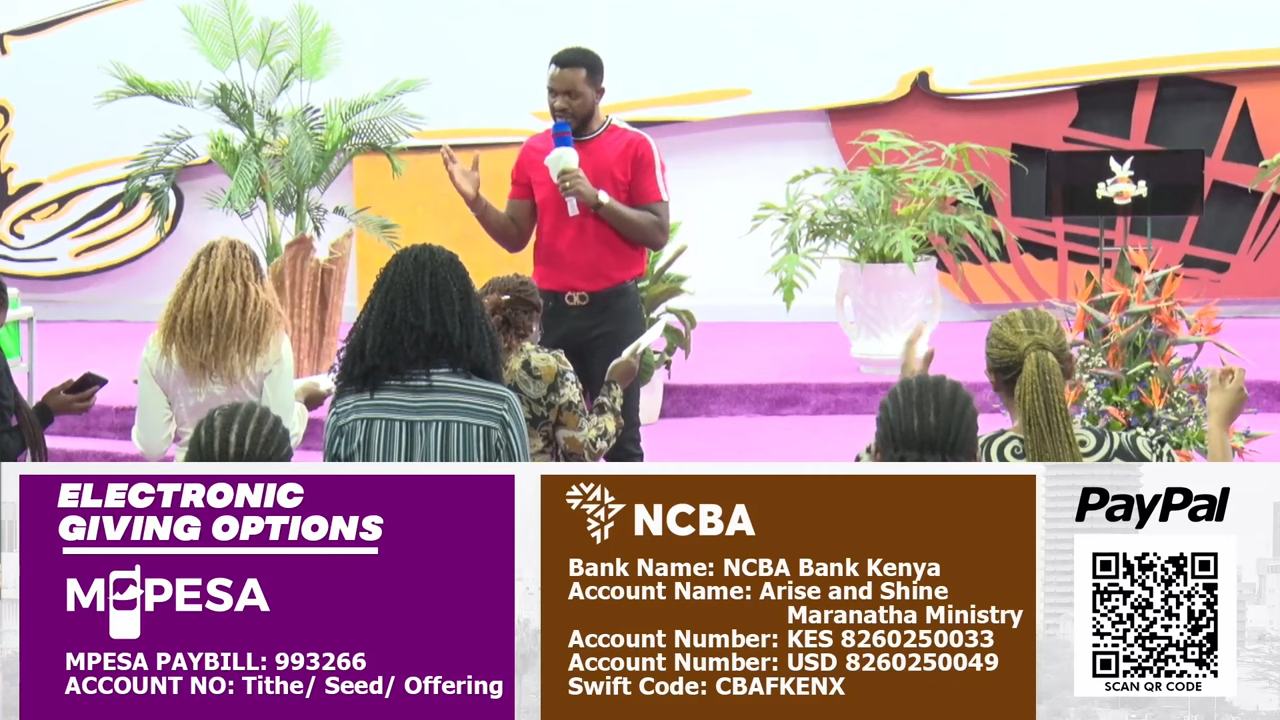 ELECTRONIC
GIVING OPTIONS
M-PESA
MPESA PAYBILL: 993266
ACCOUNT NO: Tithe/ Seed/ Offering
NCBA
Bank Name: NCBA Bank Kenya
Account Name: Arise and Shine
Maranatha Ministry
Account Number: KES 8260250033
Account Number: USD 8260250049
Swift Code: CBAFKENX
PayPal
SCAN QR CODE